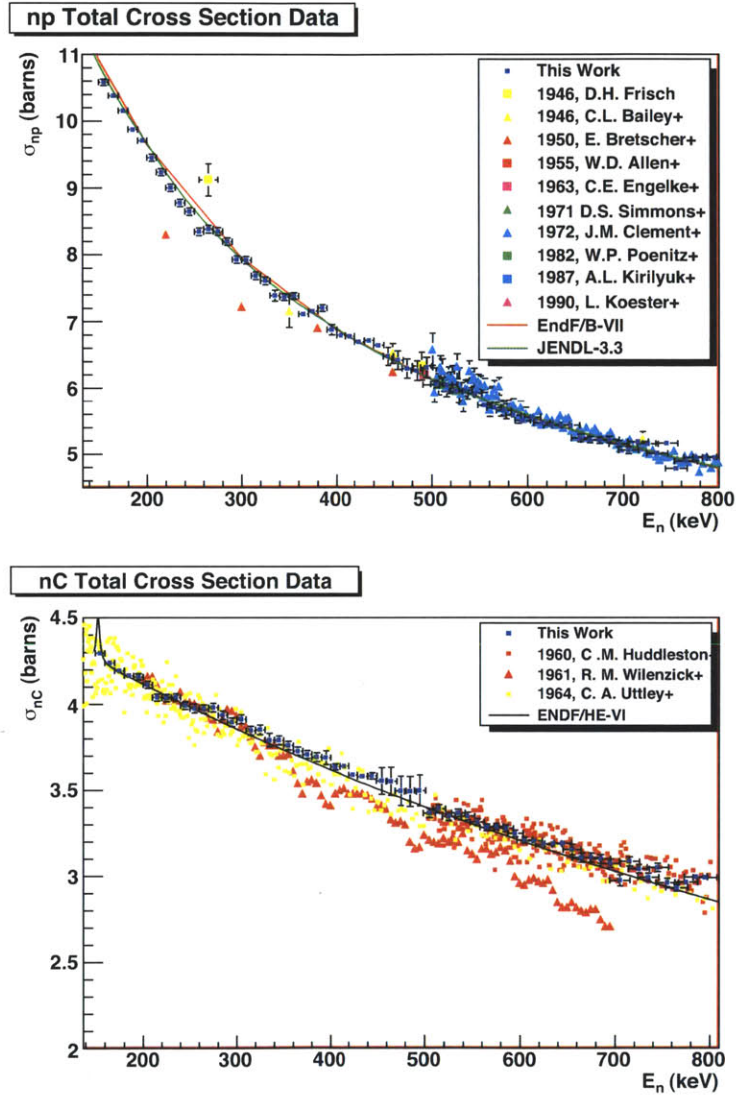 np Total Cross Section Data
σnp (barns)
11
10
9
8
7
6
5
This Work
1946, D.H. Frisch
1946, C.L. Bailey+
1950, E. Bretscher+
1955, W.D. Allen+
1963, C.E. Engelke+
1971 D.S. Simmons+
1972, J.M. Clement+
1982, W.P. Poenitz+
1987, A.L. Kirilyuk+
1990, L. Koester+
EndF/B-VII
JENDL-3.3
200 300 400 500 600 700 800
En (keV)
nC Total Cross Section Data
σnC (barns)
4.5
4
3.5
3
2.5
2
This Work
1960, C .M. Huddleston
1961, R. M. Wilenzick+
1964, C. A. Uttley+
ENDF/HE-VI
200 300 400 500 600 700 800
En (keV)